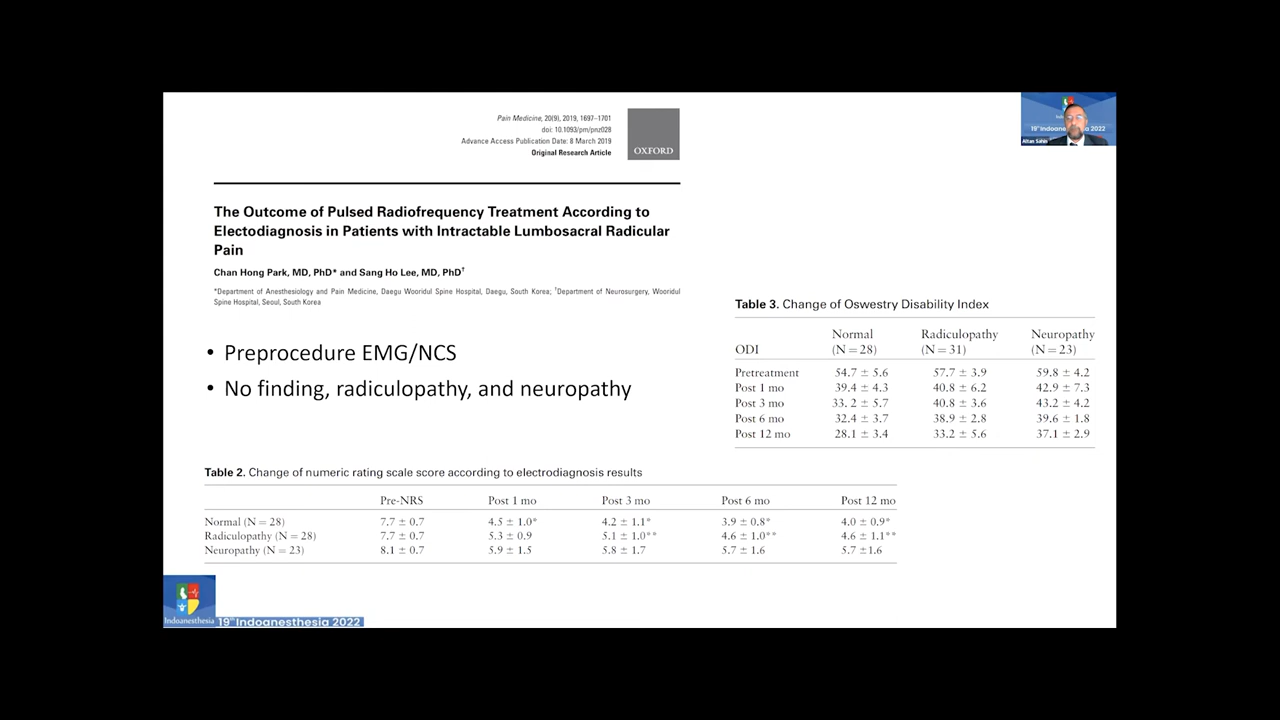 Pain Medicine, 20(9), 2019, 1697–1701
doi: 10.1093/pm/pnz028
Advance Access Publication Date: 8 March 2019
Original Research Article
OXFORD
The Outcome of Pulsed Radiofrequency Treatment According to
Electodiagnosis in Patients with Intractable Lumbosacral Radicular
Pain
Chan Hong Park, MD, PhD* and Sang Ho Lee, MD, PhD†
*Department of Anesthesiology and Pain Medicine, Daegu Wooridul Spine Hospital, Daegu, South Korea; †Department of Neurosurgery, Wooridul
Spine Hospital, Seoul, South Korea
• Preprocedure EMG/NCS
• No finding, radiculopathy, and neuropathy
19th Indoanesthesia 2022
Altan Sahin
Table 3. Change of Oswestry Disability Index
Normal Radiculopathy Neuropathy
ODI (N = 28) (N = 31) (N = 23)
Pretreatment 54.7 ± 5.6 57.7 ± 3.9 59.8 ± 4.2
Post 1 mo 39.4 ± 4.3 40.8 ± 6.2 42.9 ± 7.3
Post 3 mo 33. 2 ± 5.7 40.8 ± 3.6 43.2 ± 4.2
Post 6 mo 32.4 ± 3.7 38.9 ± 2.8 39.6 ± 1.8
Post 12 mo 28.1 ± 3.4 33.2 ± 5.6 37.1 ± 2.9
Table 2. Change of numeric rating scale score according to electrodiagnosis results
Pre-NRS Post 1 mo Post 3 mo Post 6 mo Post 12 mo
Normal (N = 28) 7.7 ± 0.7 4.5 ± 1.0* 4.2 ± 1.1* 3.9 ± 0.8* 4.0 ± 0.9*
Radiculopathy (N = 28) 7.7 ± 0.7 5.3 ± 0.9 5.1 ± 1.0** 4.6 ± 1.0** 4.6 ± 1.1**
Neuropathy (N = 23) 8.1 ± 0.7 5.9 ± 1.5 5.8 ± 1.7 5.7 ± 1.6 5.7 ±1.6
Indoanesthesia
19th Indoanesthesia 2022